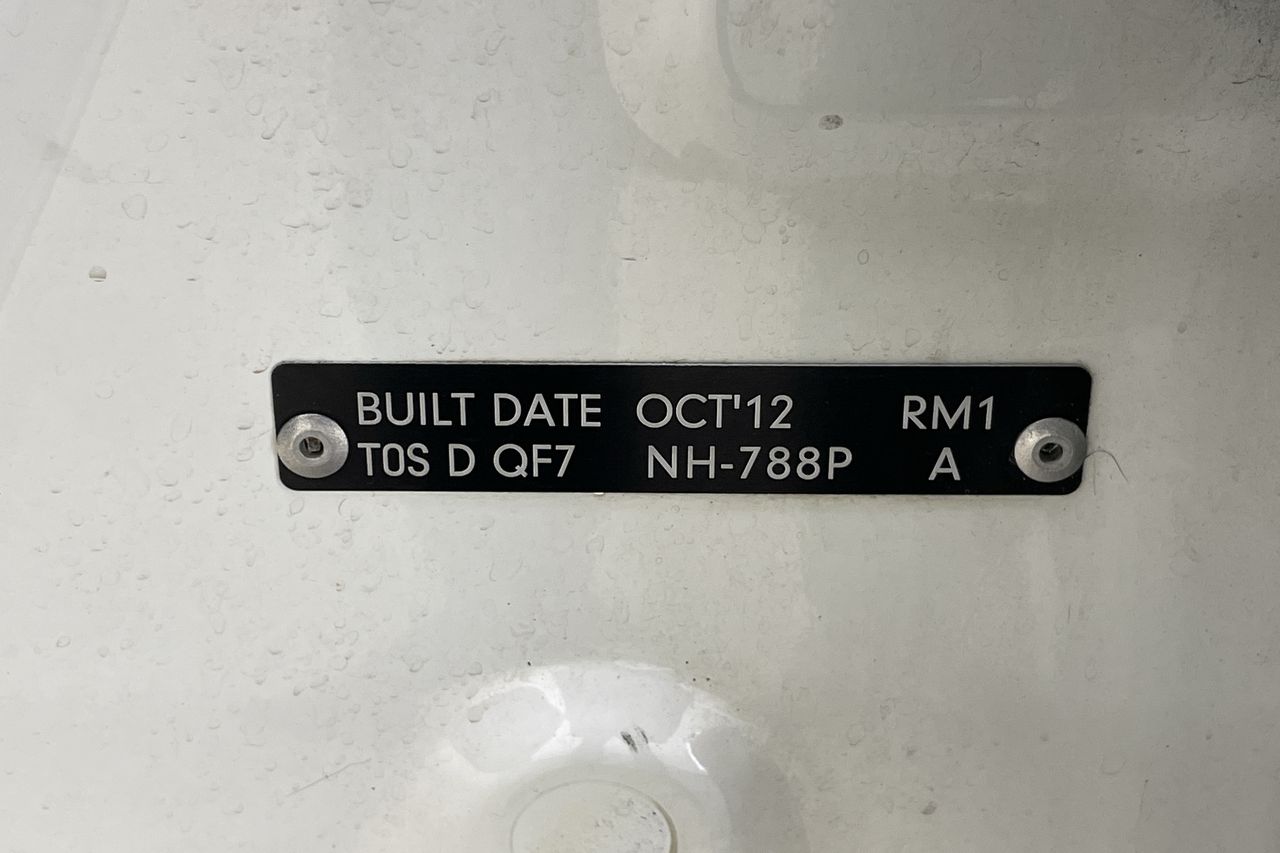 BUILT DATE OCT'12 RM1
T0S D QF7 NH-788P A